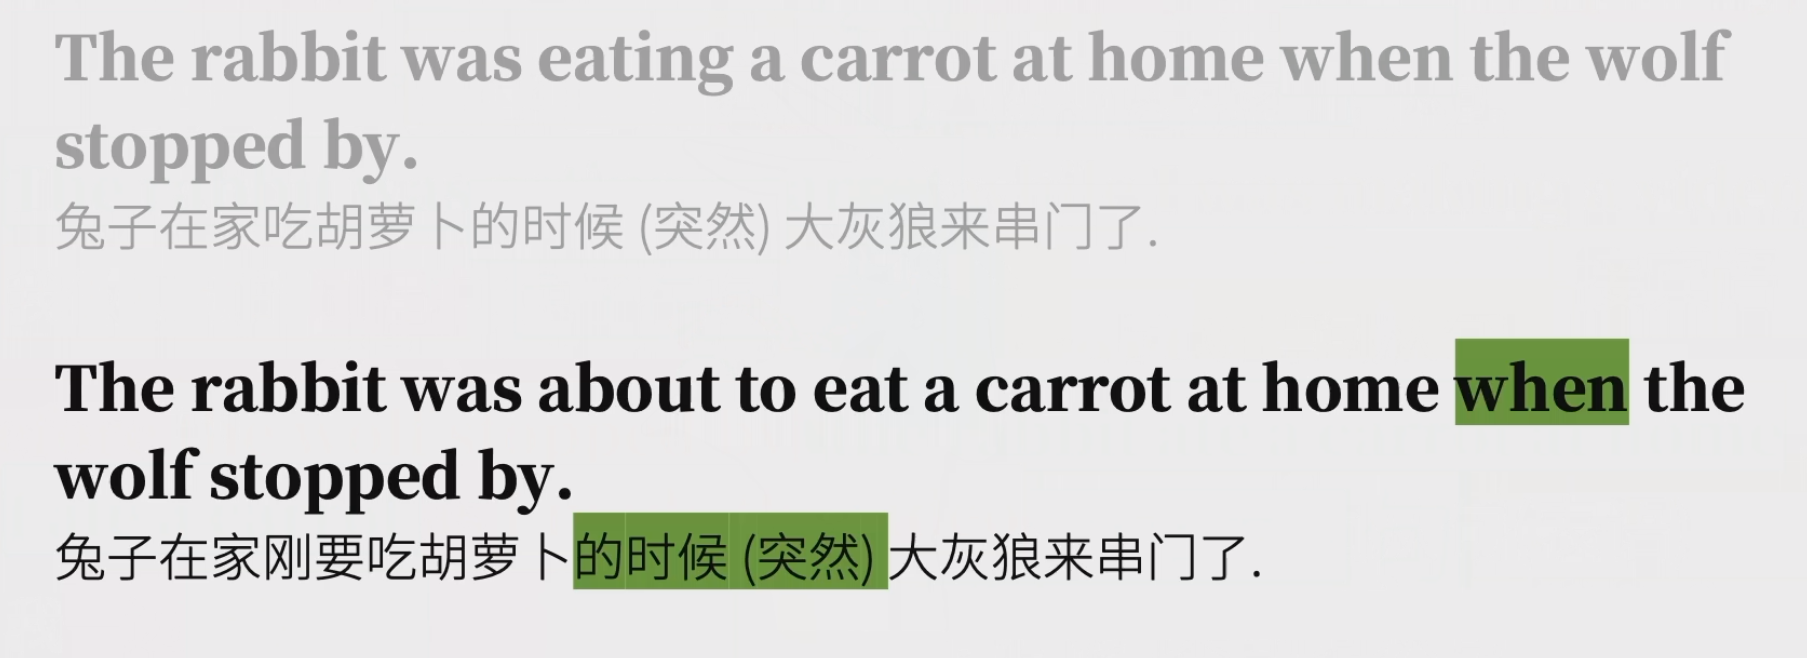 The rabbit was eating a carrot at home when the wolf
stopped by.
兔子在家吃胡萝卜的时候 (突然) 大灰狼来串门了.
The rabbit was about to eat a carrot at home when the
wolf stopped by.
兔子在家刚要吃胡萝卜的时候 (突然) 大灰狼来串门了.